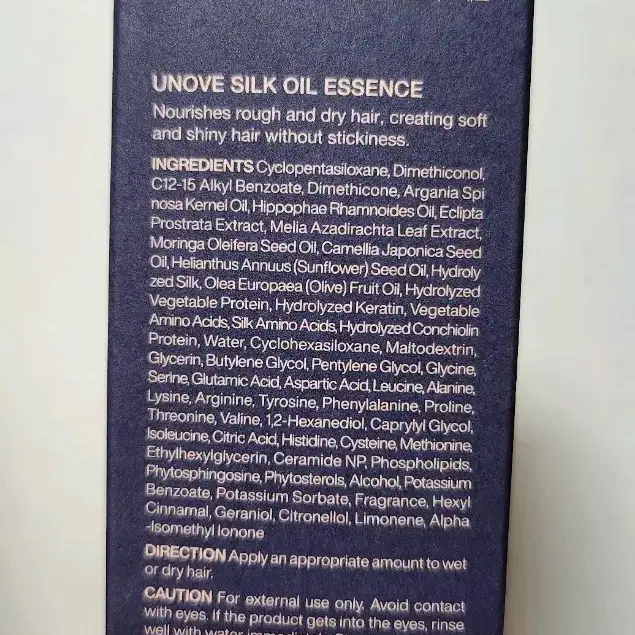 UNOVE SILK OIL ESSENCE
Nourishes rough and dry hair, creating soft
and shiny hair without stickiness.
INGREDIENTS Cyclopentasiloxane, Dimethiconol,
C12-15 Alkyl Benzoate, Dimethicone, Argania Spi
nosa Kernel Oil, Hippophae Rhamnoides Oil, Eclipta
Prostrata Extract, Melia Azadirachta Leaf Extract,
Moringa Oleifera Seed Oil, Camellia Japonica Seed
Oil, Helianthus Annuus (Sunflower) Seed Oil, Hydroly
zed Silk, Olea Europaea (Olive) Fruit Oil, Hydrolyzed
Vegetable Protein, Hydrolyzed Keratin, Vegetable
Amino Acids, Silk Amino Acids, Hydrolyzed Conchiolin
Protein, Water, Cyclohexasiloxane, Maltodextrin,
Glycerin, Butylene Glycol, Pentylene Glycol, Glycine,
Serine, Glutamic Acid, Aspartic Acid, Leucine, Alanine,
Lysine, Arginine, Tyrosine, Phenylalanine, Proline,
Threonine, Valine, 1,2-Hexanediol, Caprylyl Glycol,
Isoleucine, Citric Acid, Histidine, Cysteine, Methionine,
Ethylhexylglycerin, Ceramide NP, Phospholipids,
Phytosphingosine, Phytosterols, Alcohol, Potassium
Benzoate, Potassium Sorbate, Fragrance, Hexyl
Cinnamal, Geraniol, Citronellol, Limonene, Alpha
-Isomethyl Ionone
DIRECTION Apply an appropriate amount to wet
or dry hair.
CAUTION For external use only. Avoid contact
with eyes. If the product gets into the eyes, rinse
well with water